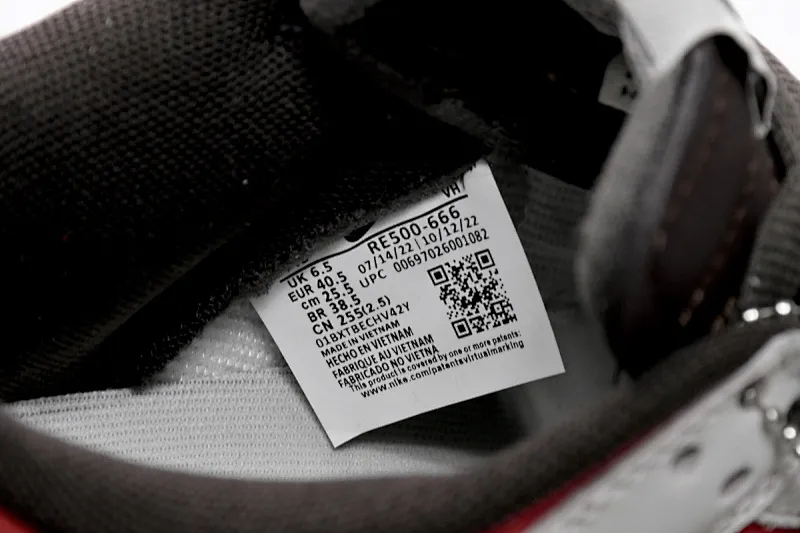 VH
UK 6.5
EUR 40.5
cm 25.5
BR 38.5
CN 255(2.5)
RE500-666
07/14/22 | 10/12/22
UPC 00697026001082
01BXTBECHV42Y
MADE IN VIETNAM
HECHO EN VIETNAM
FABRIQUE AU VIETNAM
FABRICADO NO VIETNA
This product is covered by one or more patents:
www.nike.com/patentsvirtualmarking